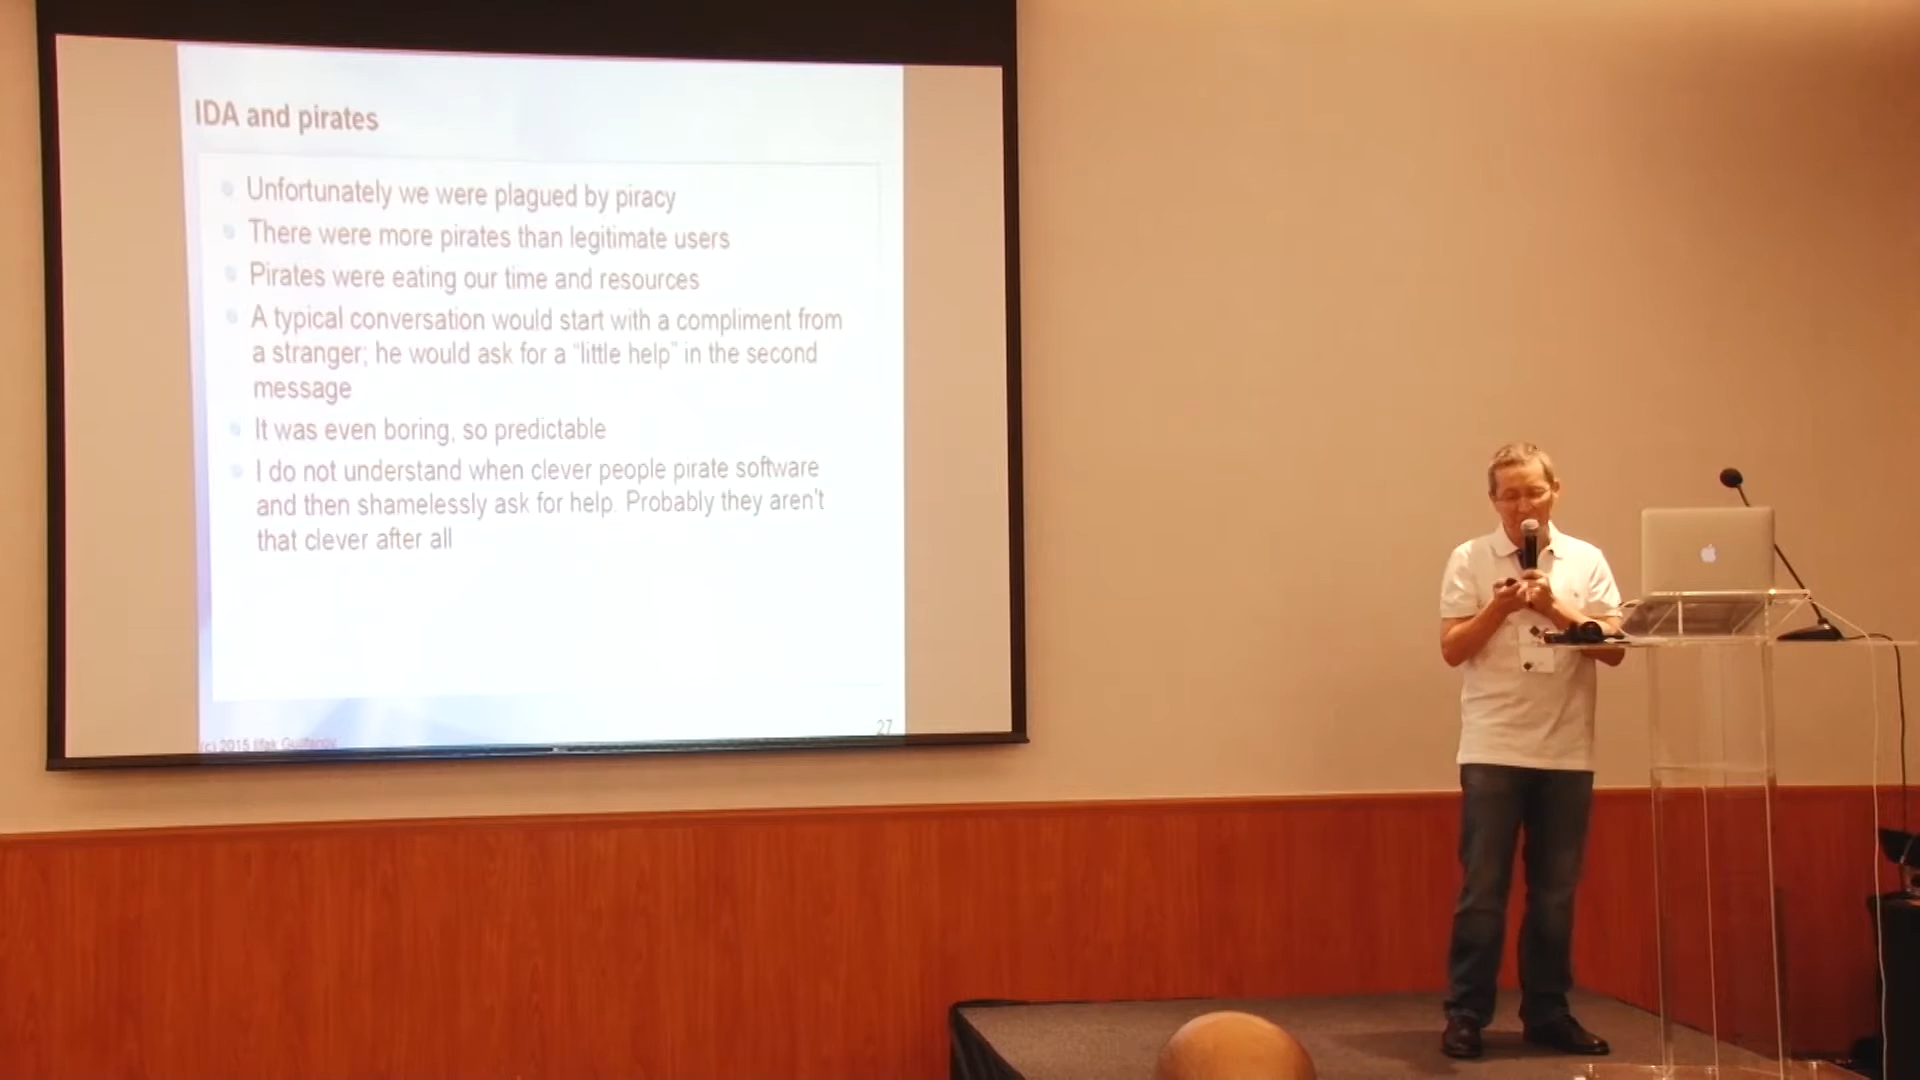 IDA and pirates
Unfortunately we were plagued by piracy
There were more pirates than legitimate users
Pirates were eating our time and resources
A typical conversation would start with a compliment from
a stranger; he would ask for a "little help" in the second
message
It was even boring, so predictable
I do not understand when clever people pirate software
and then shamelessly ask for help. Probably they aren't
that clever after all
27
(c) 2015 Ilfak Guilfanov